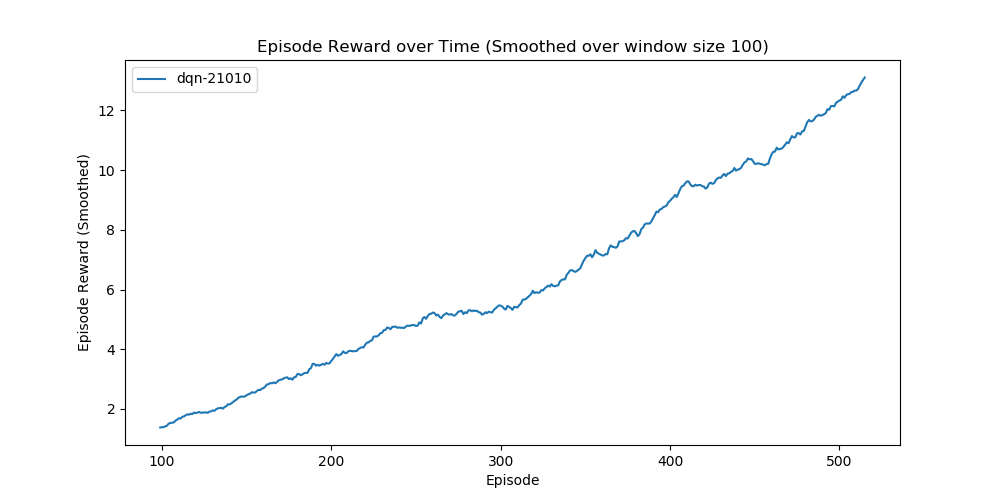 Episode Reward over Time (Smoothed over window size 100)
dqn-21010
Episode Reward (Smoothed)
12
10
8
6
4
2
100 200 300 400 500
Episode